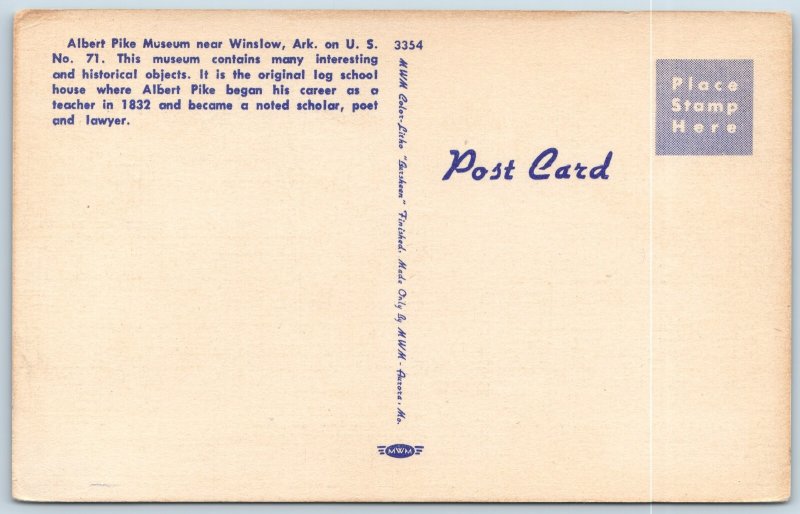 Albert Pike Museum near Winslow, Ark. on U. S.
No. 71. This museum contains many interesting
and historical objects. It is the original log school
house where Albert Pike began his career as a
teacher in 1832 and became a noted scholar, poet
and lawyer.
3354
MWM Color-Litho "Larsheen" Finished. Made Only By MWM - Aurora, Mo.
Post Card
Place
Stamp
Here
MWM